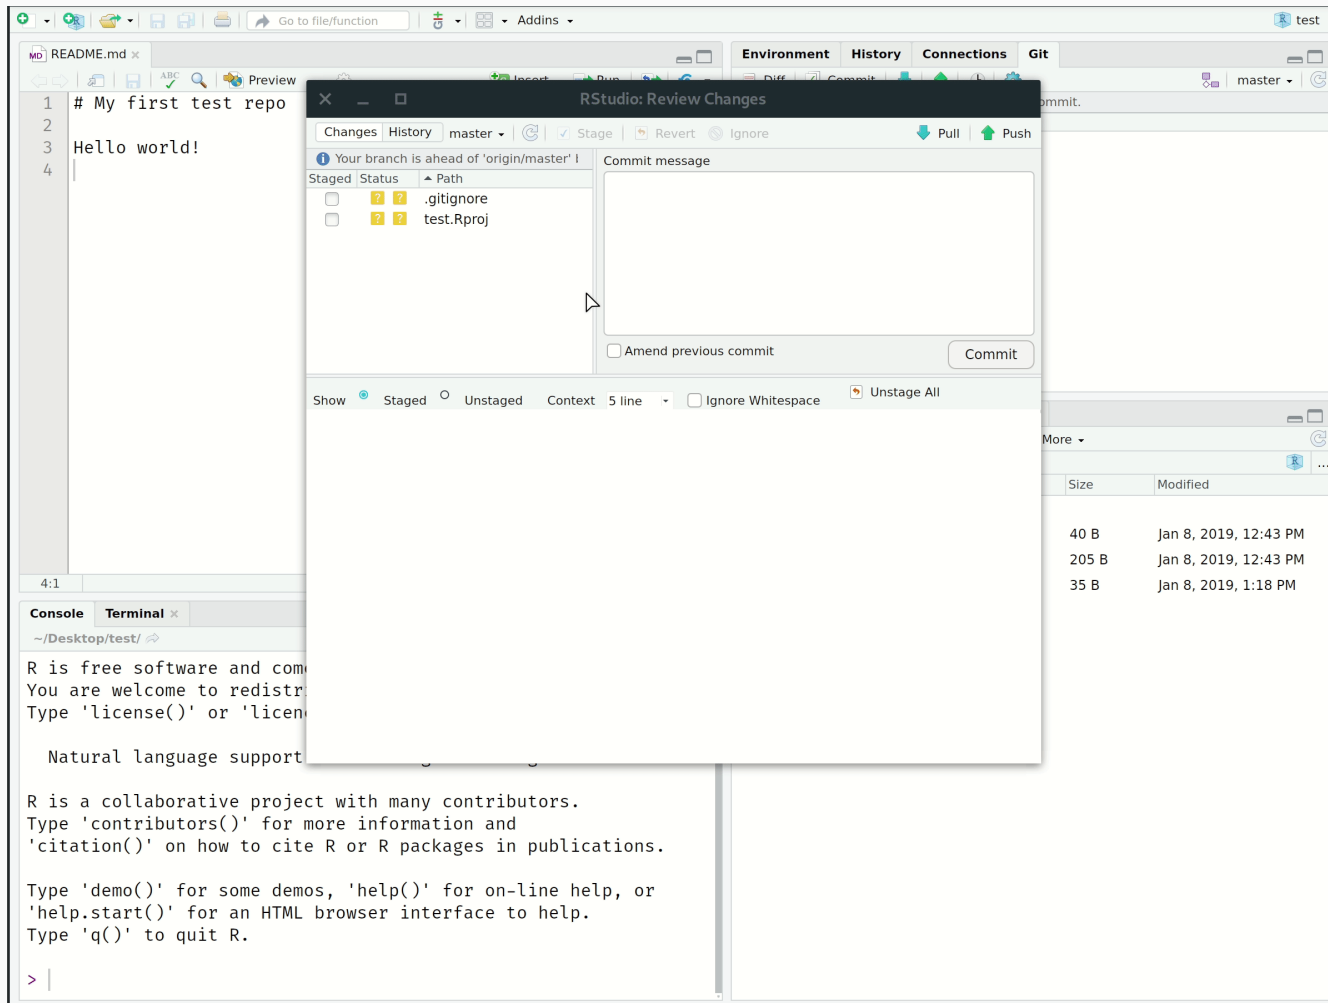 Go to file/function Addins test
README.md
Environment History Connections Git
ABC Preview Insert Run Diff Commit master
1 # My first test repo
2
3 Hello world!
4
4:1
RStudio: Review Changes
Changes History master Stage Revert Ignore Pull Push
Your branch is ahead of 'origin/master'
Staged Status Path
? ? .gitignore
? ? test.Rproj
Commit message
Amend previous commit Commit
Show Staged Unstaged Context 5 line Ignore Whitespace Unstage All
ommit.
More
R ...
Size Modified
40 B Jan 8, 2019, 12:43 PM
205 B Jan 8, 2019, 12:43 PM
35 B Jan 8, 2019, 1:18 PM
Console Terminal
~/Desktop/test/
R is free software and com
You are welcome to redistr
Type 'license()' or 'licen
Natural language support
R is a collaborative project with many contributors.
Type 'contributors()' for more information and
'citation()' on how to cite R or R packages in publications.
Type 'demo()' for some demos, 'help()' for on-line help, or
'help.start()' for an HTML browser interface to help.
Type 'q()' to quit R.
>